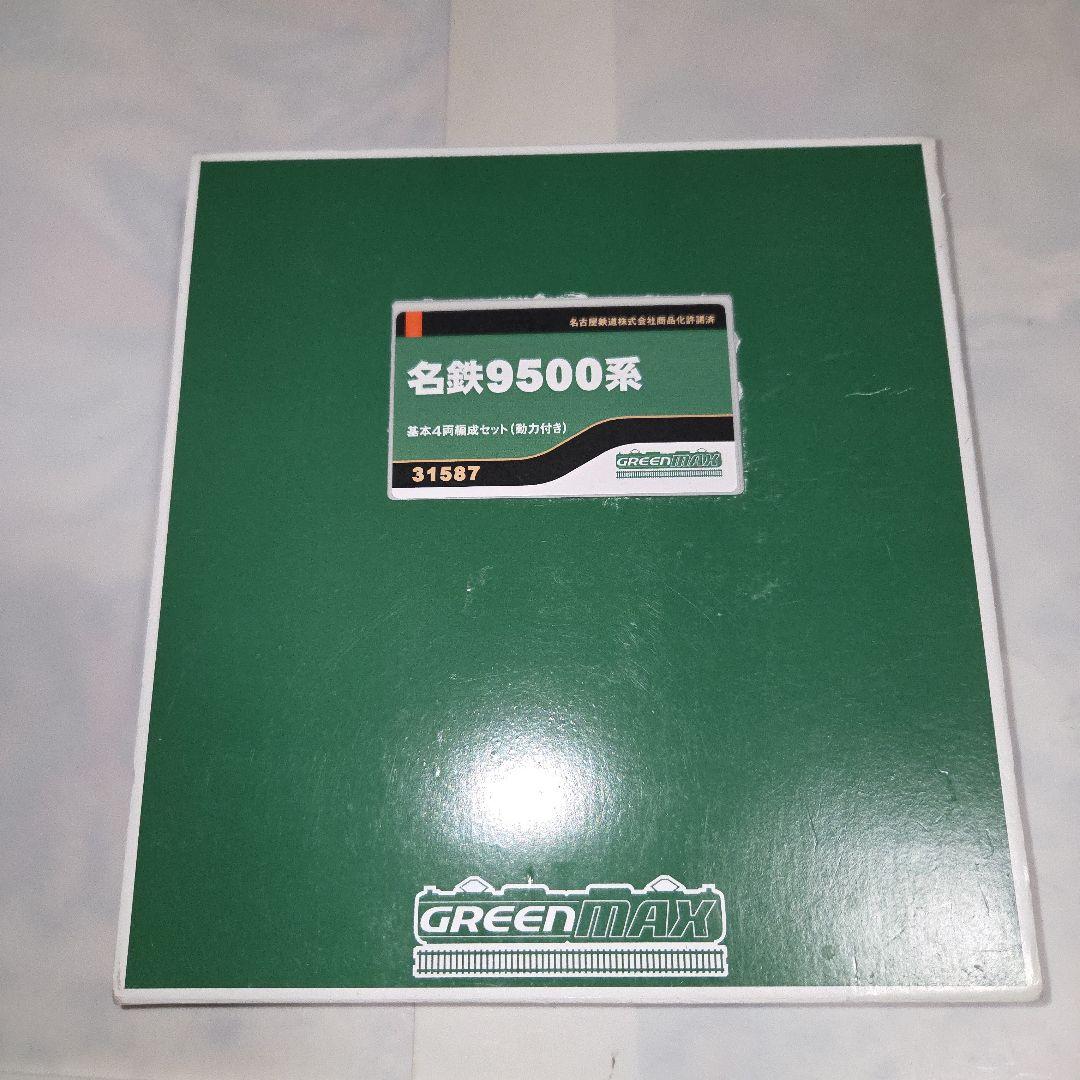 名古屋鉄道株式会社商品化許諾済
名鉄9500系
基本4両編成セット(動力付き)
31587
GREENMAX
GREENMAX